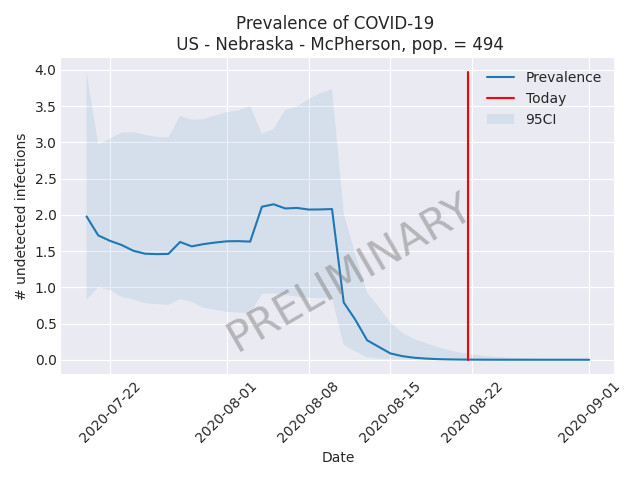 Prevalence of COVID-19
US - Nebraska - McPherson, pop. = 494
4.0
3.5
3.0
2.5
2.0
1.5
1.0
0.5
0.0
# undetected infections
Prevalence
Today
95CI
PRELIMINARY
2020-07-22
2020-08-01
2020-08-08
2020-08-15
2020-08-22
2020-09-01
Date